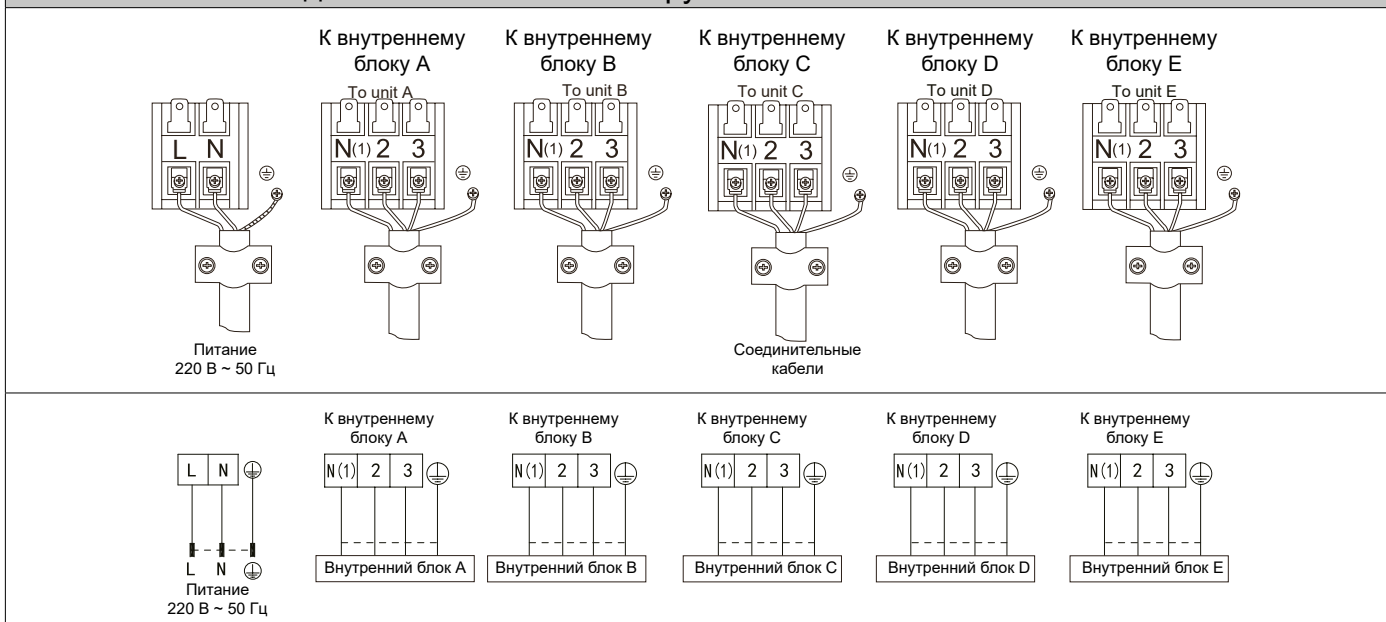 К внутреннему
блоку A
To unit A
N(1) 2 3
К внутреннему
блоку B
To unit B
N(1) 2 3
К внутреннему
блоку C
To unit C
N(1) 2 3
К внутреннему
блоку D
To unit D
N(1) 2 3
К внутреннему
блоку E
To unit E
N(1) 2 3
L N
Питание
220 В ~ 50 Гц
Соединительные
кабели
К внутреннему
блоку A
N(1) 2 3
Внутренний блок A
К внутреннему
блоку B
N(1) 2 3
Внутренний блок B
К внутреннему
блоку C
N(1) 2 3
Внутренний блок C
К внутреннему
блоку D
N(1) 2 3
Внутренний блок D
К внутреннему
блоку E
N(1) 2 3
Внутренний блок E
L N
L N
Питание
220 В ~ 50 Гц